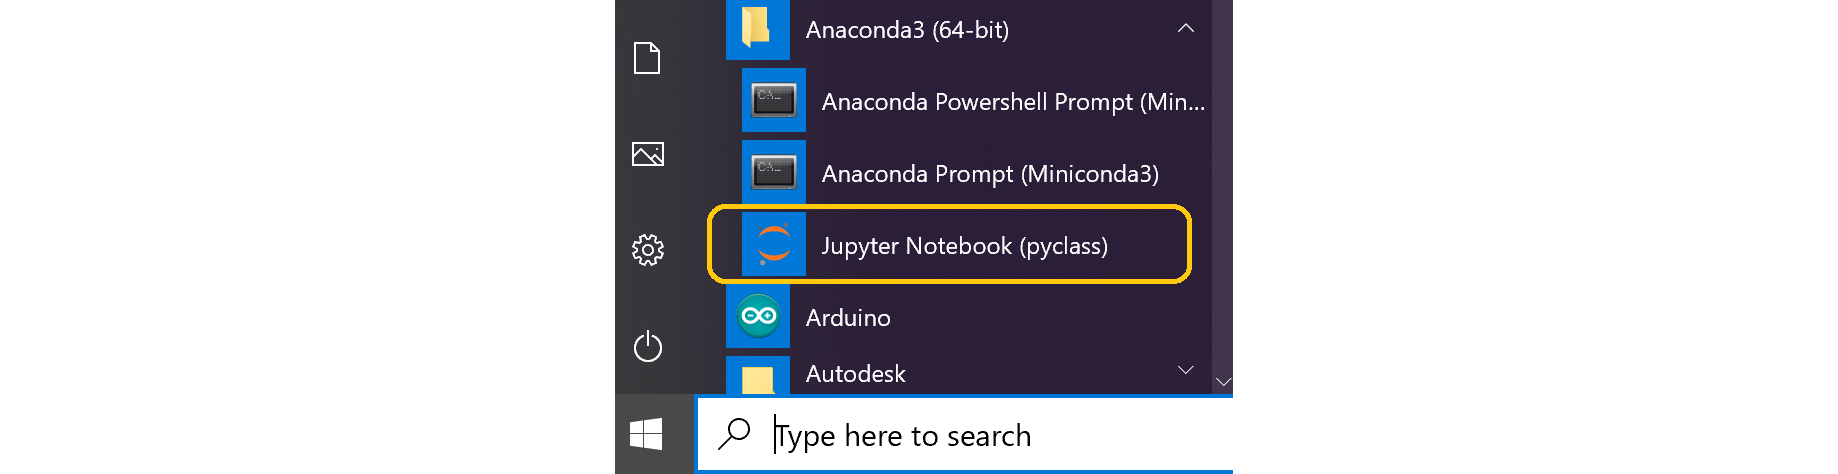 Anaconda3 (64-bit)
Anaconda Powershell Prompt (Min...
Anaconda Prompt (Miniconda3)
Jupyter Notebook (pyclass)
Arduino
Autodesk
Type here to search